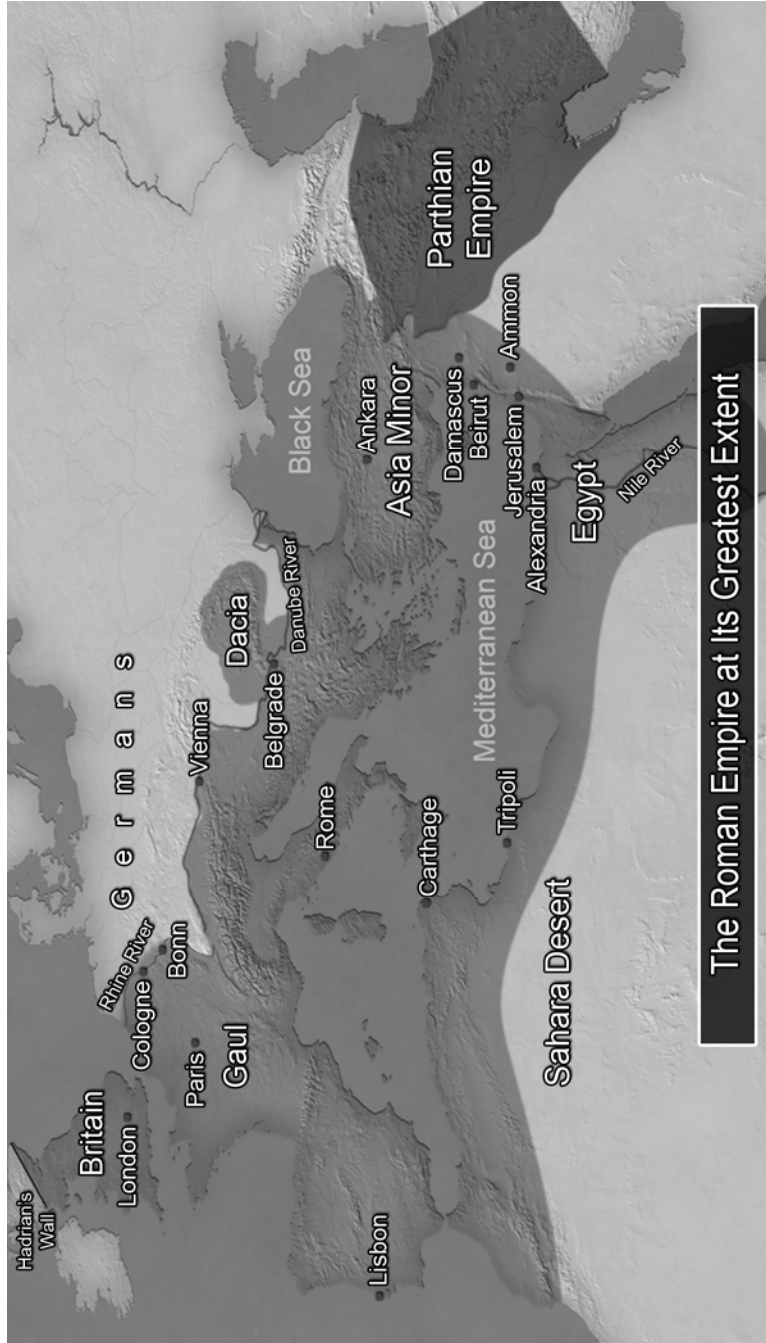 Hadrian's
Wall
Britain
London
Rhine River
Cologne
Bonn
Paris
Gaul
Germans
Vienna
Dacia
Belgrade
Danube River
Black Sea
Lisbon
Rome
Ankara
Asia Minor
Parthian
Empire
Carthage
Mediterranean Sea
Damascus
Beirut
Tripoli
Jerusalem
Ammon
Alexandria
Egypt
Nile River
Sahara Desert
The Roman Empire at Its Greatest Extent